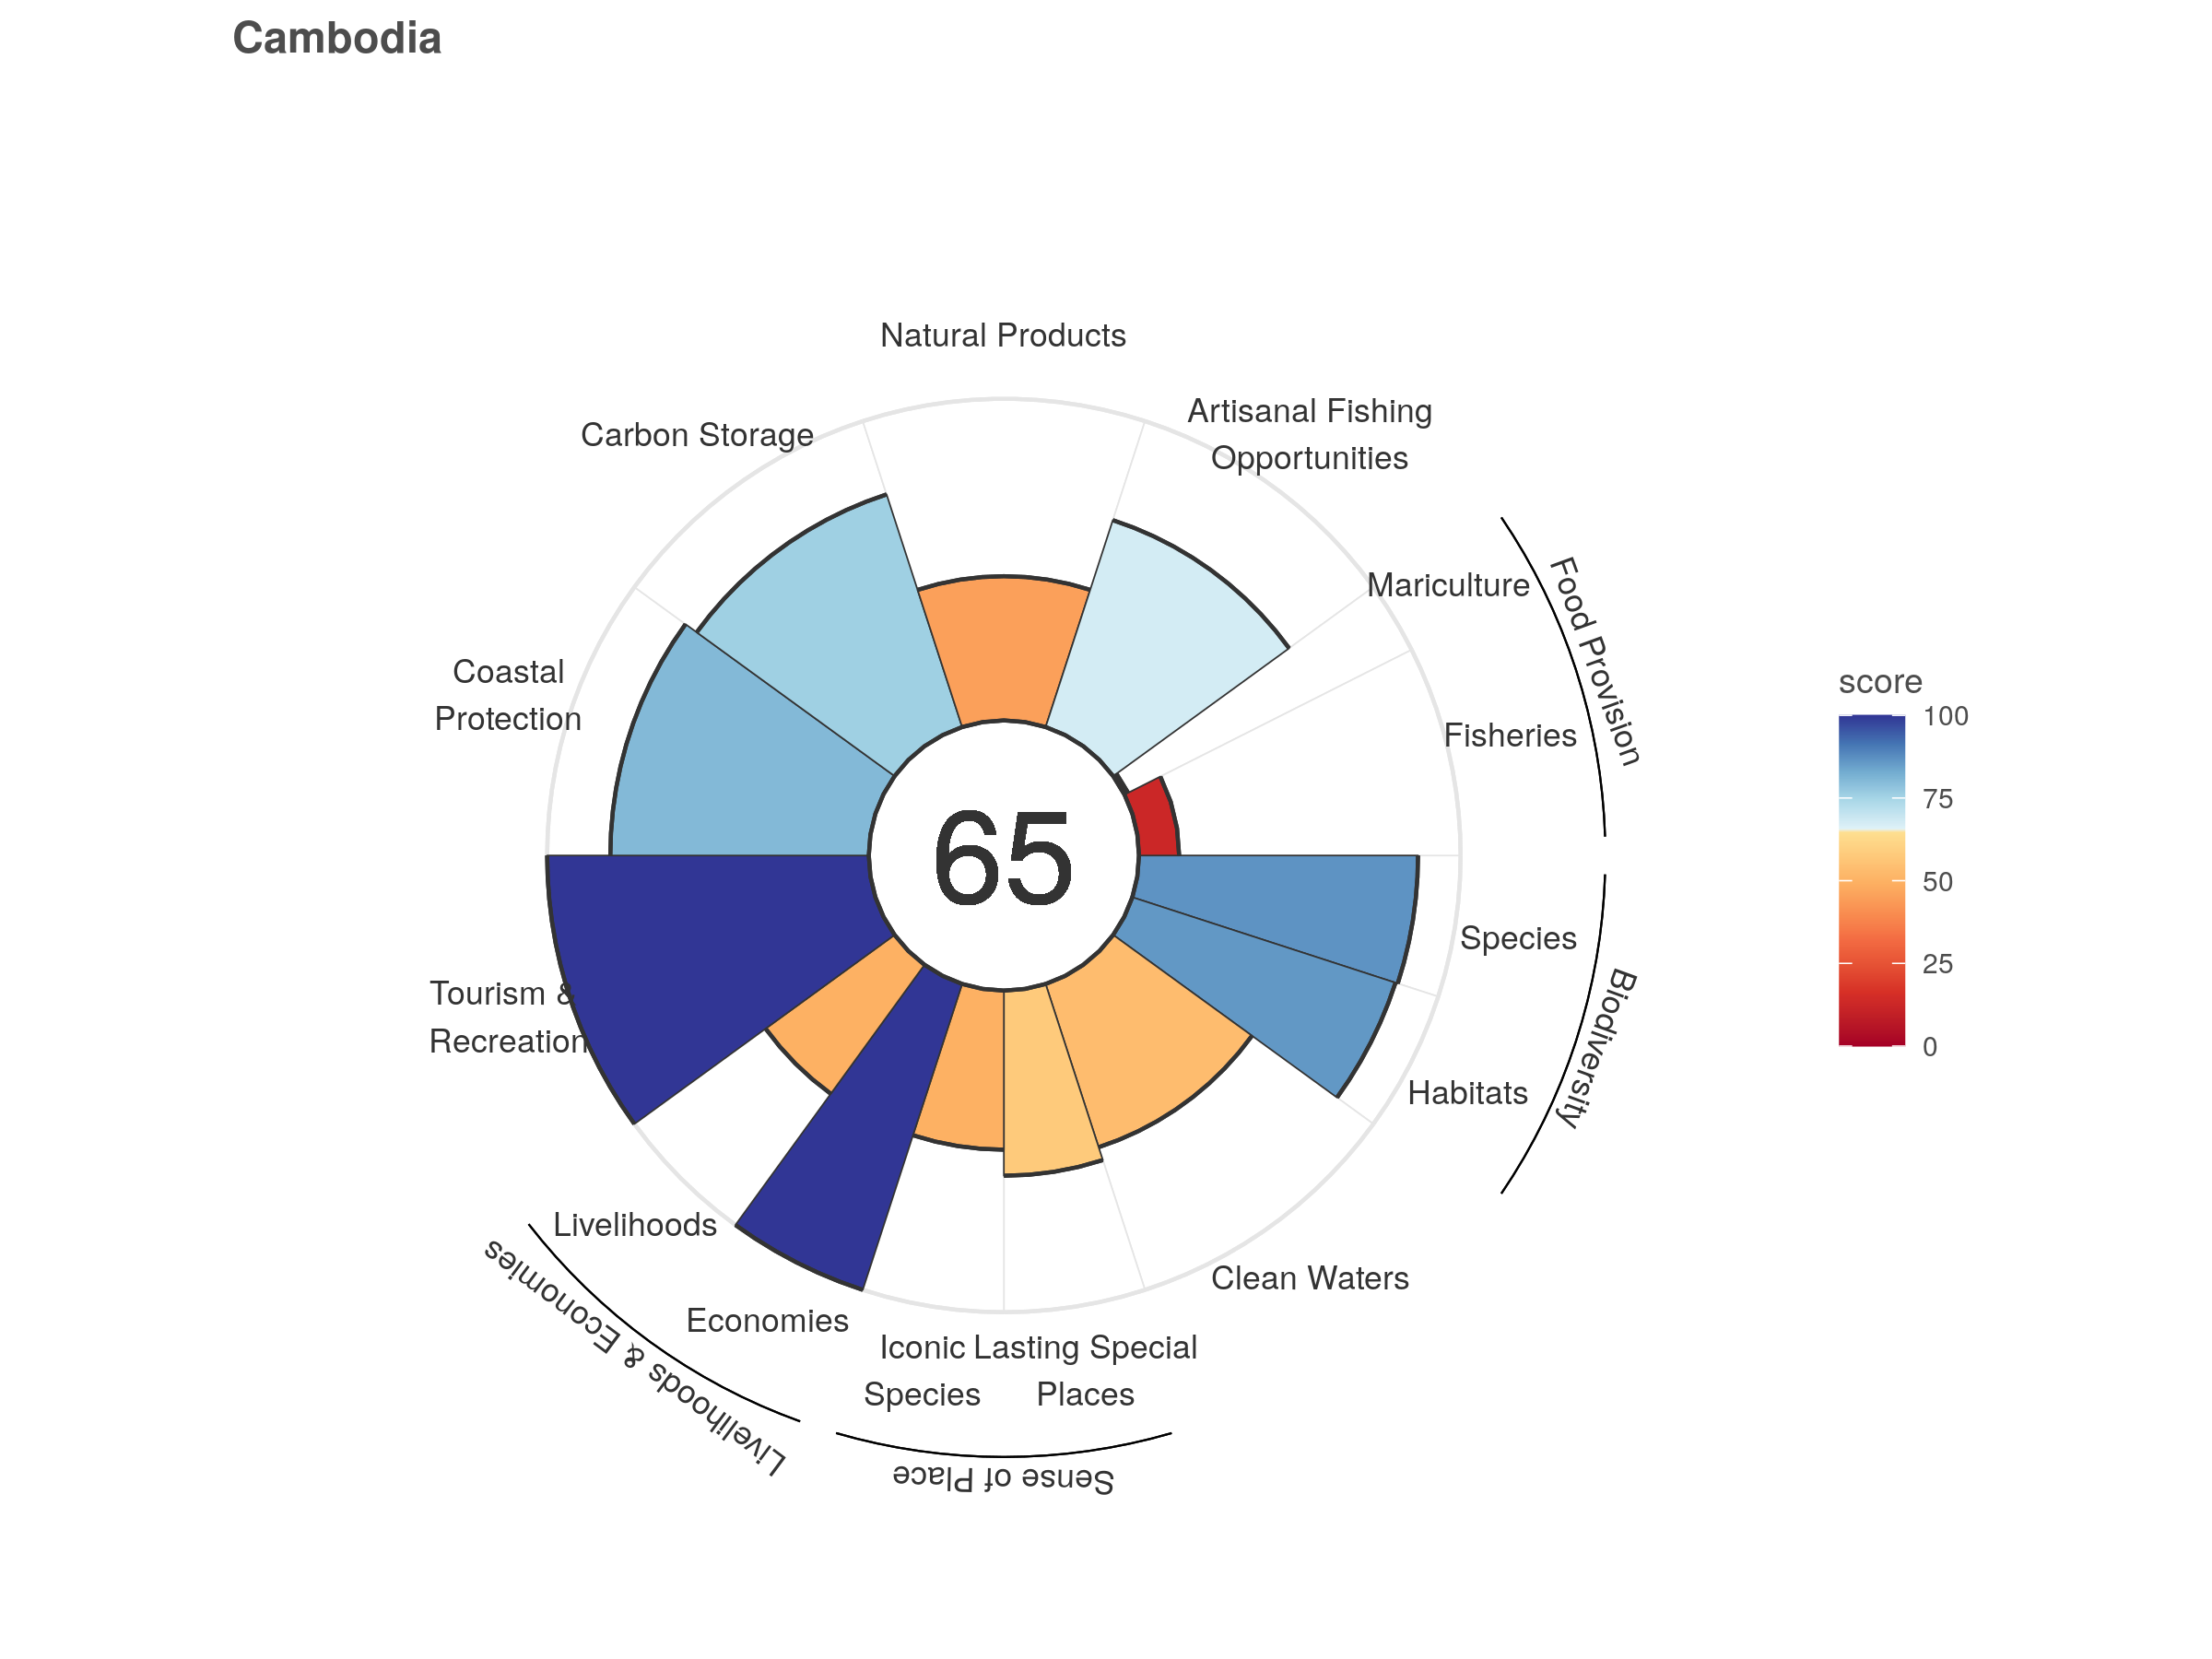 Cambodia
Natural Products
Artisanal Fishing
Opportunities
Carbon Storage
Mariculture
Food Provision
Coastal
Protection
Fisheries
score
100
75
50
25
0
65
Species
Biodiversity
Tourism &
Recreation
Habitats
Livelihoods
Clean Waters
Economies
Livelihoods & Economies
Iconic
Species
Lasting Special
Places
Sense of Place